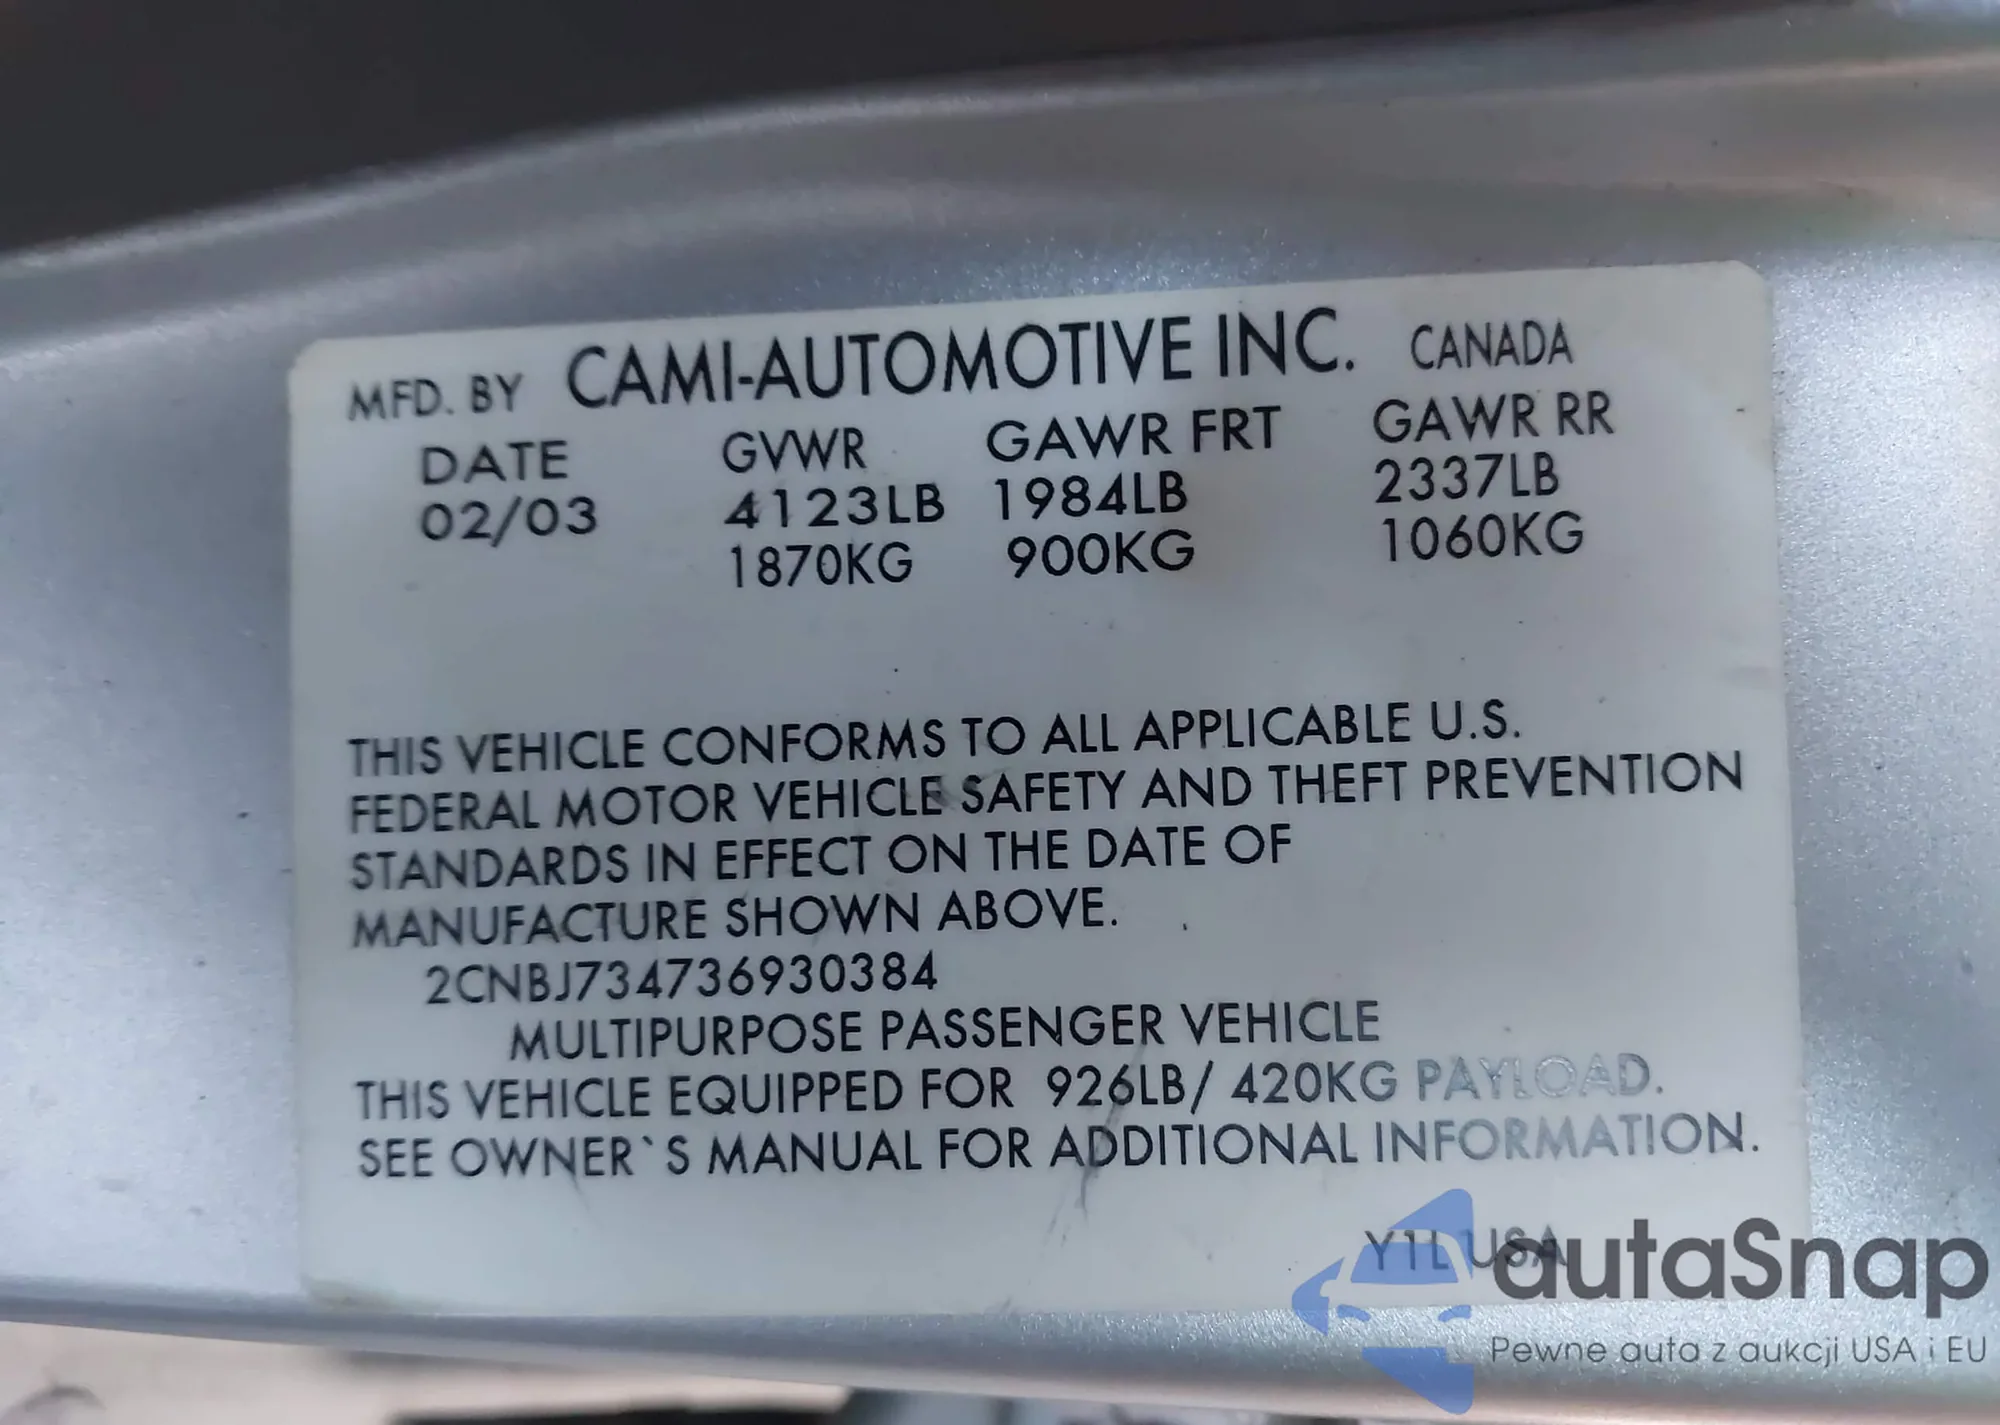 MFD. BY CAMI-AUTOMOTIVE INC. CANADA
DATE GVWR GAWR FRT GAWR RR
02/03 4123LB 1984LB 2337LB
1870KG 900KG 1060KG
THIS VEHICLE CONFORMS TO ALL APPLICABLE U.S.
FEDERAL MOTOR VEHICLE SAFETY AND THEFT PREVENTION
STANDARDS IN EFFECT ON THE DATE OF
MANUFACTURE SHOWN ABOVE.
2CNBJ734736930384
MULTIPURPOSE PASSENGER VEHICLE
THIS VEHICLE EQUIPPED FOR 926LB/ 420KG PAYLOAD.
SEE OWNER`S MANUAL FOR ADDITIONAL INFORMATION.
Y1L USA
autaSnap
Pewne auta z aukcji USA i EU